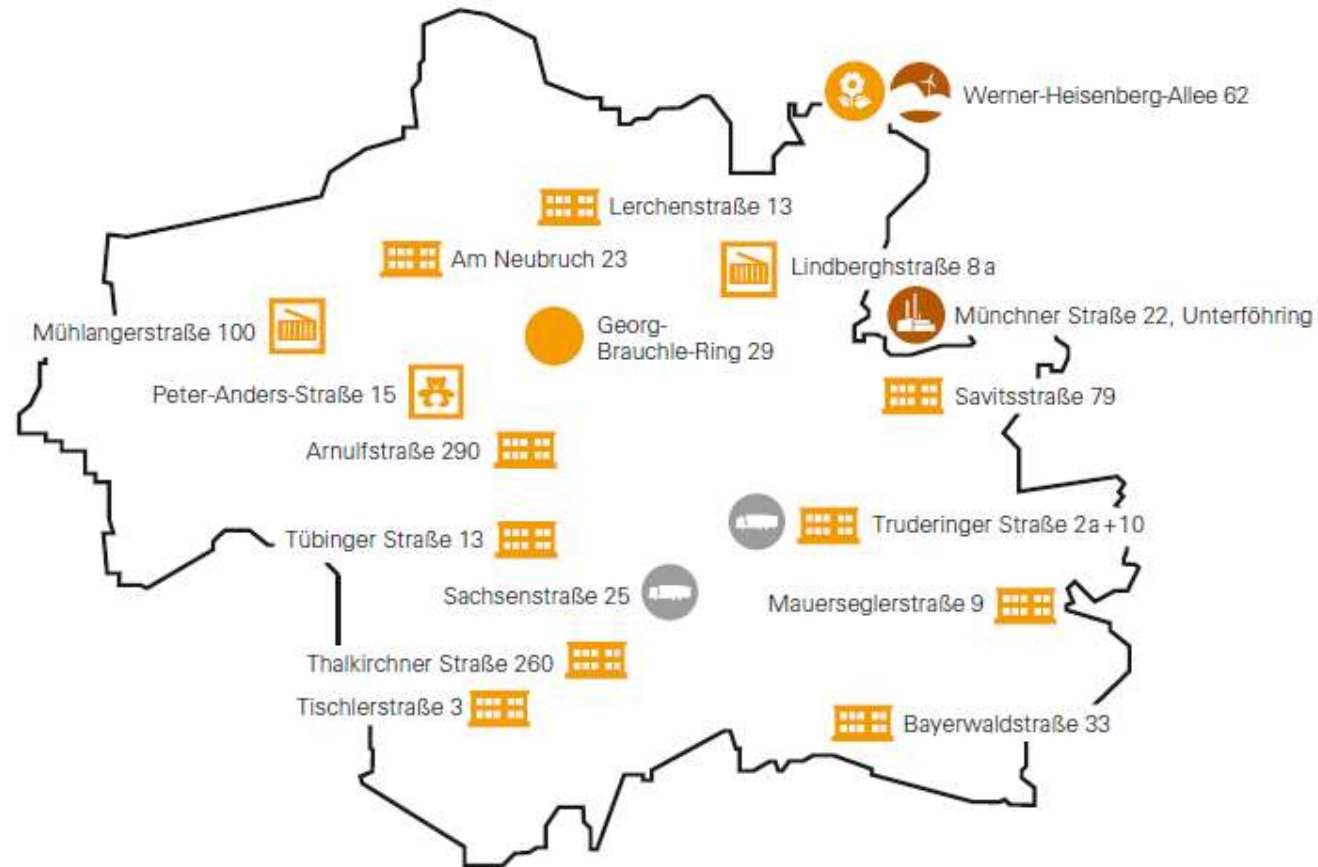 Werner-Heisenberg-Allee 62
Lerchenstraße 13
Am Neubruch 23
Lindberghstraße 8a
Mühlangerstraße 100
Georg-
Brauchle-Ring 29
Münchner Straße 22, Unterföhring
Peter-Anders-Straße 15
Savitsstraße 79
Arnulfstraße 290
Truderinger Straße 2a+10
Tübinger Straße 13
Sachsenstraße 25
Mauerseglerstraße 9
Thalkirchner Straße 260
Tischlerstraße 3
Bayerwaldstraße 33